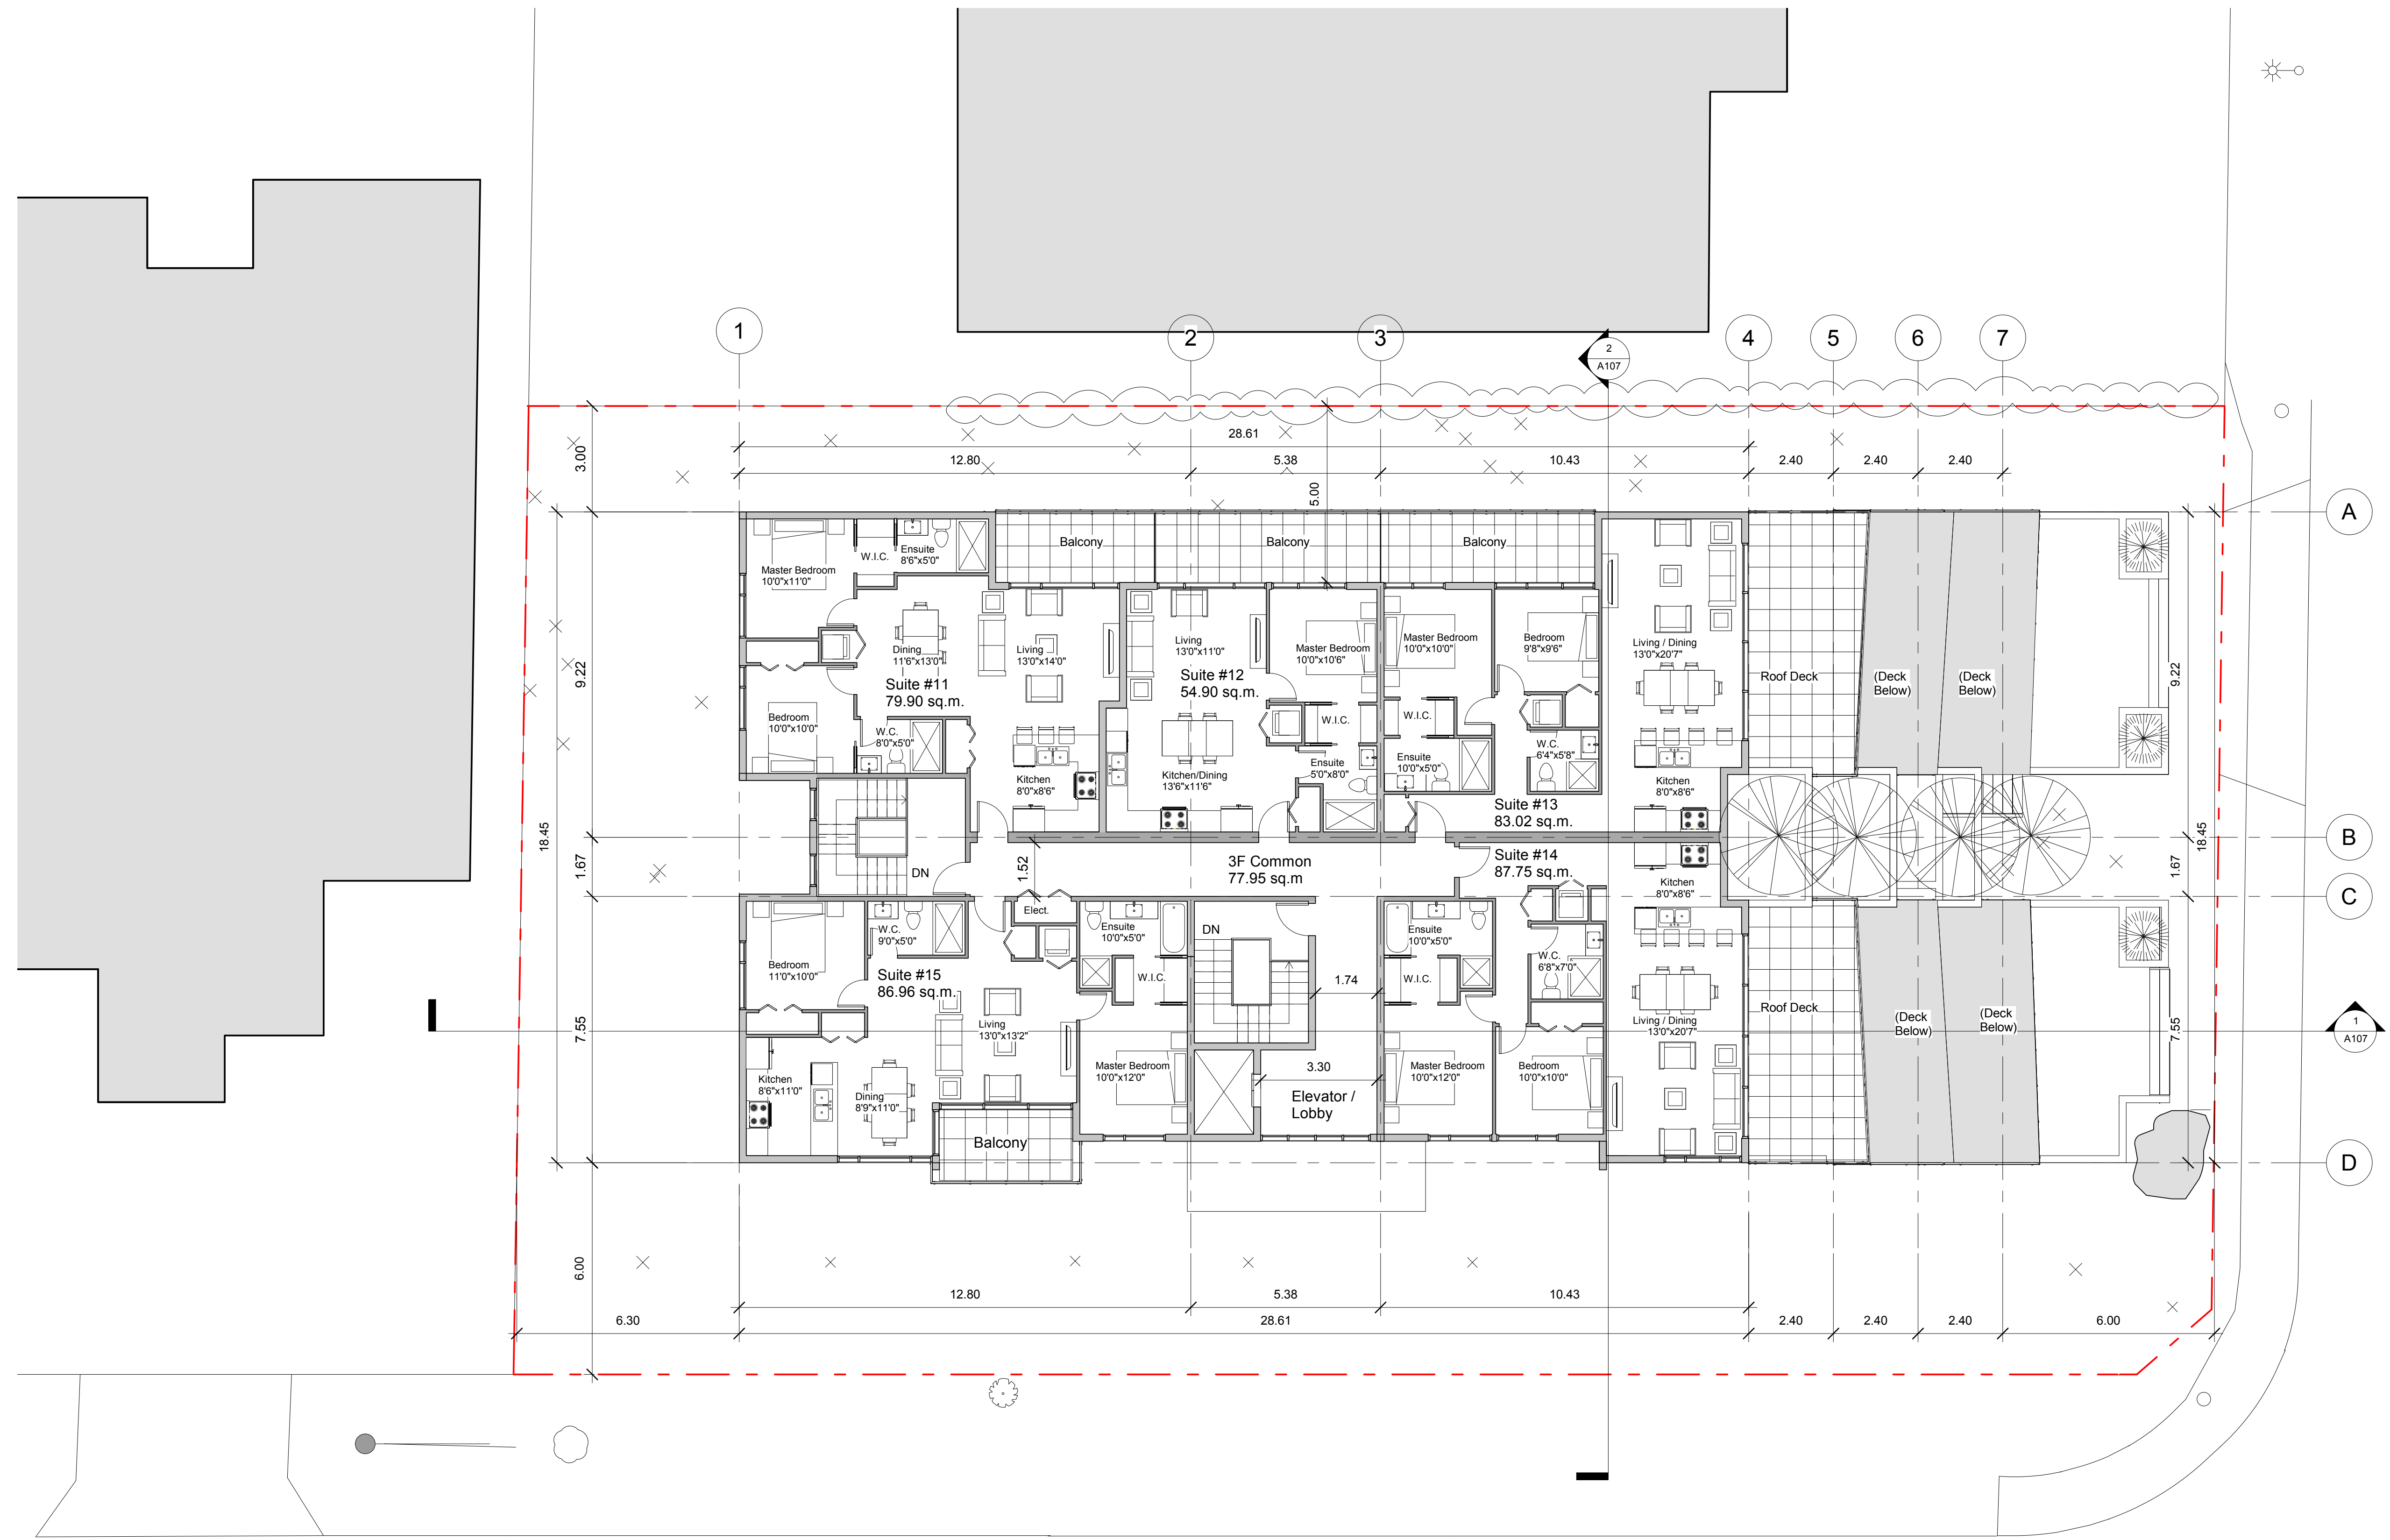 1
2
3
4
5
6
7
2
A107
28.61
12.80
5.38
10.43
2.40
2.40
2.40
3.00
5.00
A
Balcony
Balcony
Balcony
Ensuite
8'6"x5'0"
W.I.C.
Master Bedroom
10'0"x11'0"
Dining
11'6"x13'0"
Living
13'0"x14'0"
Suite #11
79.90 sq.m.
Bedroom
10'0"x10'0"
W.C.
8'0"x5'0"
Kitchen
8'0"x8'6"
Living
13'0"x11'0"
Suite #12
54.90 sq.m.
Master Bedroom
10'0"x10'6"
W.I.C.
Kitchen/Dining
13'6"x11'6"
Ensuite
5'0"x8'0"
Master Bedroom
10'0"x10'0"
Bedroom
9'8"x9'6"
W.I.C.
Ensuite
10'0"x5'0"
W.C.
6'4"x5'8"
Living / Dining
13'0"x20'7"
Kitchen
8'0"x8'6"
Suite #13
83.02 sq.m.
Roof Deck
(Deck
Below)
(Deck
Below)
9.22
9.22
18.45
18.45
1.67
1.67
B
C
DN
1.52
3F Common
77.95 sq.m
Suite #14
87.75 sq.m.
Kitchen
8'0"x8'6"
Elect.
W.C.
9'0"x5'0"
Bedroom
11'0"x10'0"
Suite #15
86.96 sq.m.
Ensuite
10'0"x5'0"
W.I.C.
Living
13'0"x13'2"
Kitchen
8'6"x11'0"
Dining
8'9"x11'0"
Master Bedroom
10'0"x12'0"
Balcony
DN
1.74
3.30
Elevator /
Lobby
Ensuite
10'0"x5'0"
W.I.C.
W.C.
6'8"x7'0"
Master Bedroom
10'0"x12'0"
Bedroom
10'0"x10'0"
Living / Dining
13'0"x20'7"
Roof Deck
(Deck
Below)
(Deck
Below)
7.55
7.55
1
A107
D
6.00
12.80
5.38
10.43
6.30
28.61
2.40
2.40
2.40
6.00